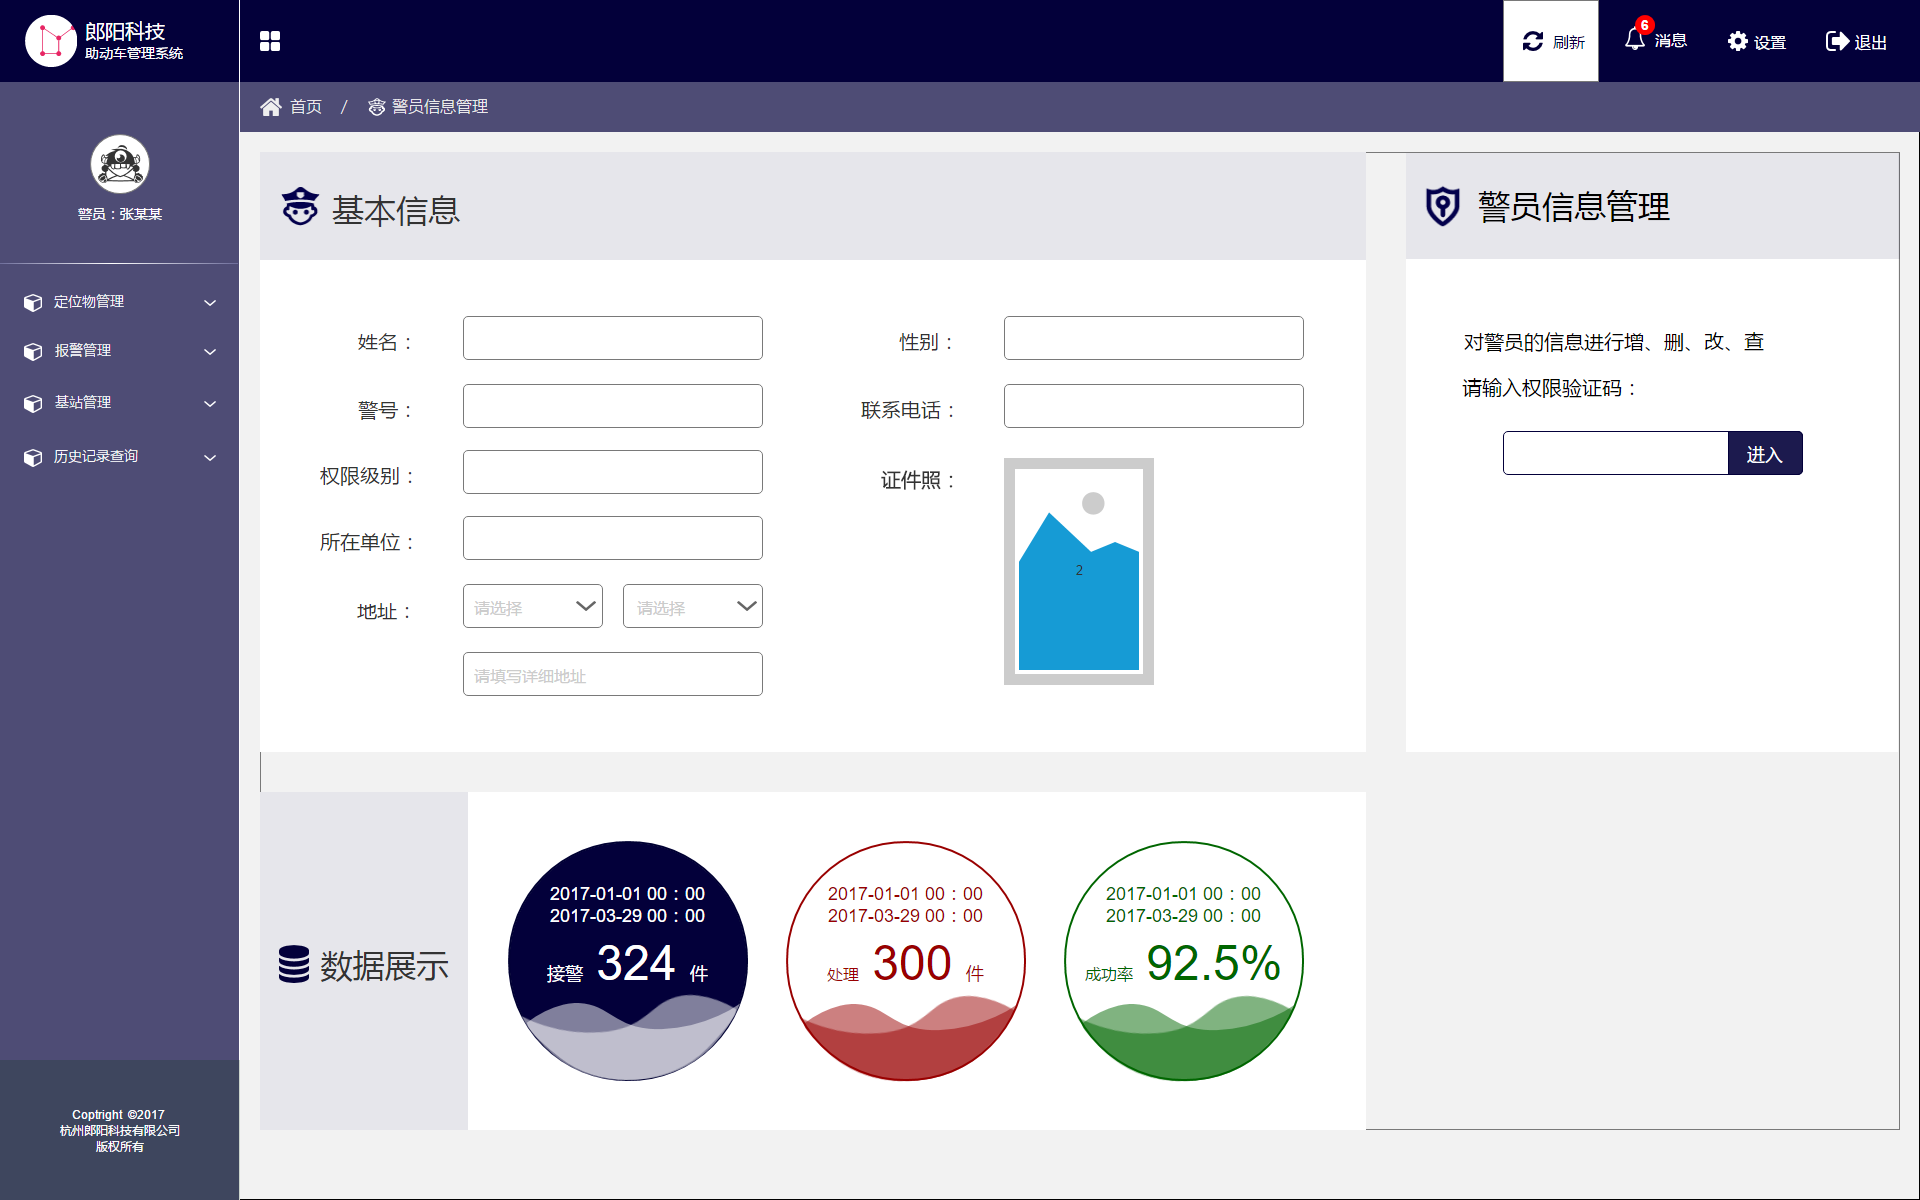 郎阳科技
助动车管理系统
刷新
6
消息
设置
退出
首页 / 警员信息管理
警员：张某某
定位物管理
报警管理
基站管理
历史记录查询
Coptright ©2017
杭州郎阳科技有限公司
版权所有
基本信息
姓名：
性别：
警号：
联系电话：
权限级别：
证件照：
2
所在单位：
地址：
请选择
请选择
请填写详细地址
警员信息管理
对警员的信息进行增、删、改、查
请输入权限验证码：
进入
数据展示
2017-01-01 00：00
2017-03-29 00：00
接警 324 件
2017-01-01 00：00
2017-03-29 00：00
处理 300 件
2017-01-01 00：00
2017-03-29 00：00
成功率 92.5%